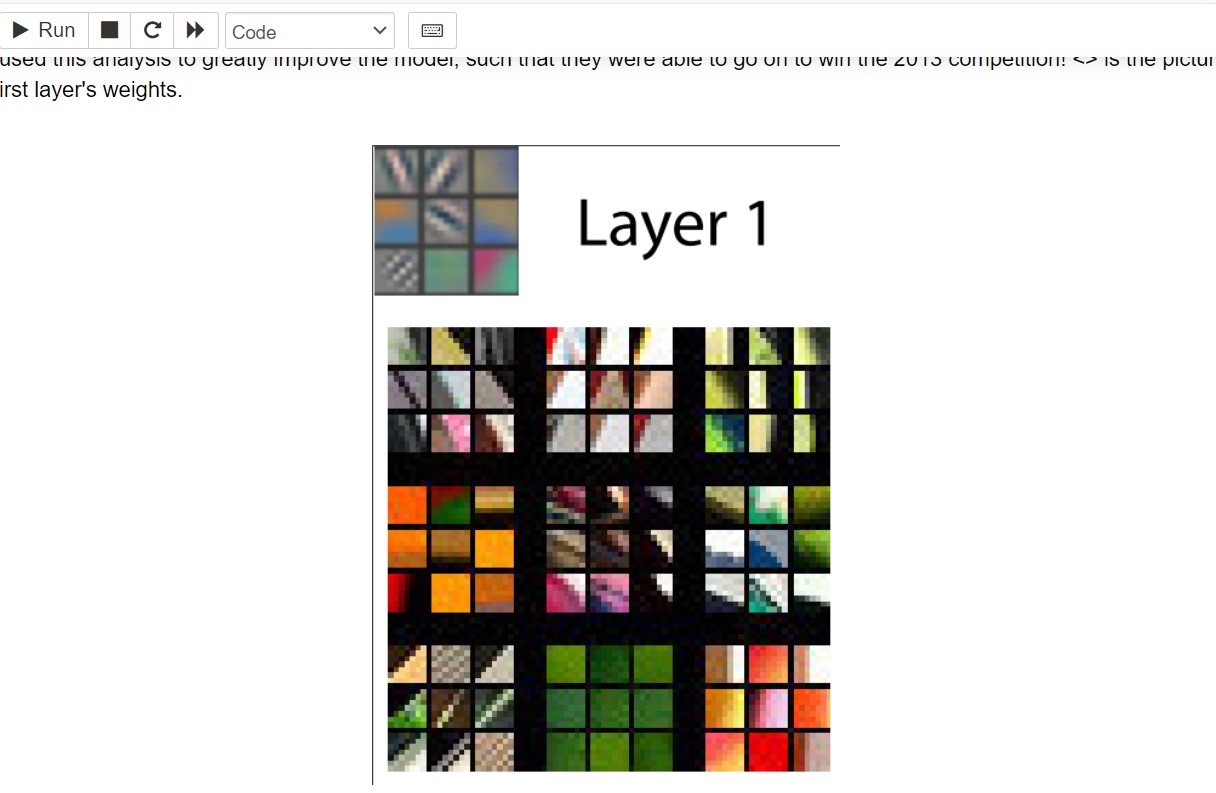 Run
Code
used this analysis to greatly improve the model, such that they were able to go on to win the 2013 competition! <> is the pictur
irst layer's weights.
Layer 1